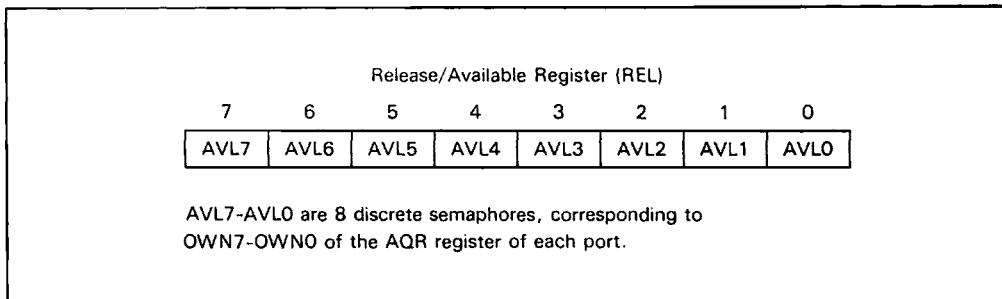 Release/Available Register (REL)
7 6 5 4 3 2 1 0
AVL7 AVL6 AVL5 AVL4 AVL3 AVL2 AVL1 AVL0
AVL7-AVL0 are 8 discrete semaphores, corresponding to
OWN7-OWN0 of the AQR register of each port.